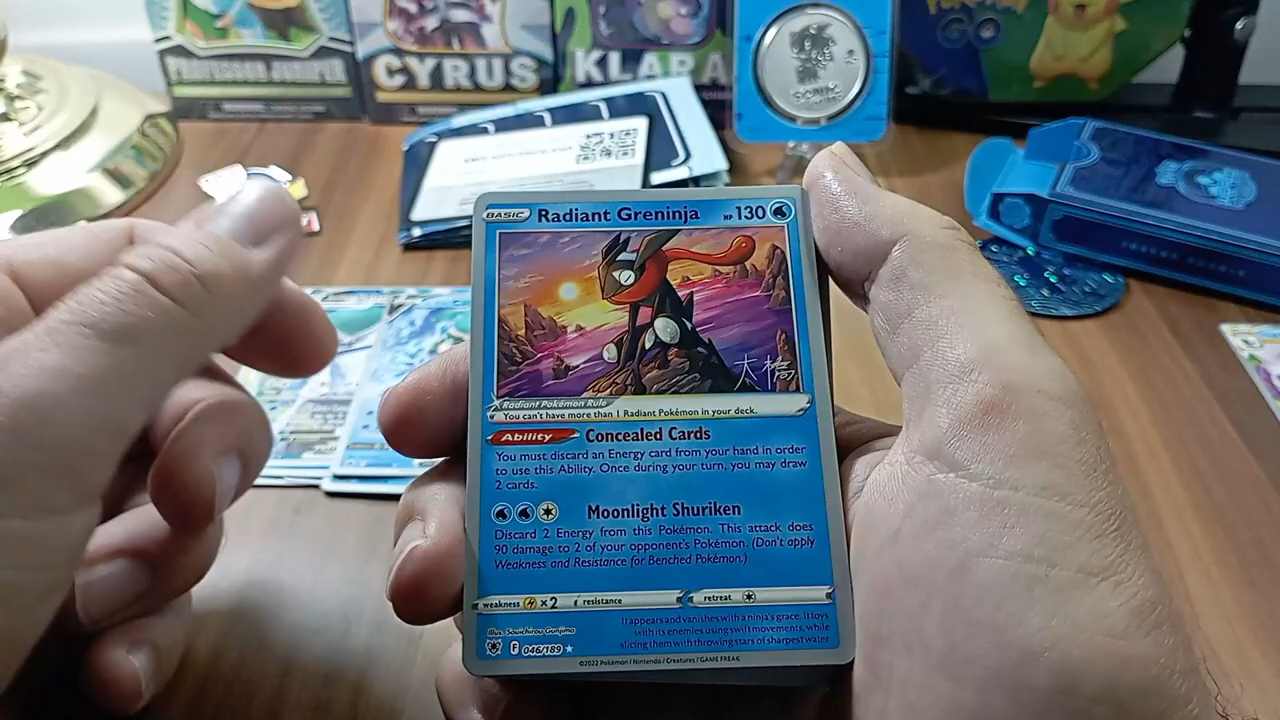 PROFESSOR JUNIPER
CYRUS
KLARA
POKÉMON
GO
BASIC Radiant Greninja HP 130
大橋
Radiant Pokémon Rule
You can't have more than 1 Radiant Pokémon in your deck.
Ability Concealed Cards
You must discard an Energy card from your hand in order
to use this Ability. Once during your turn, you may draw
2 cards.
Moonlight Shuriken
Discard 2 Energy from this Pokémon. This attack does
90 damage to 2 of your opponent's Pokémon. (Don't apply
Weakness and Resistance for Benched Pokémon.)
weakness ×2 resistance retreat
It appears and vanishes with a ninja's grace. It toys
with its enemies using swift movements, while
slicing them with throwing stars of sharpest water
Illus. Souichirou Gunjima
F 046/189
©2022 Pokémon / Nintendo / Creatures / GAME FREAK